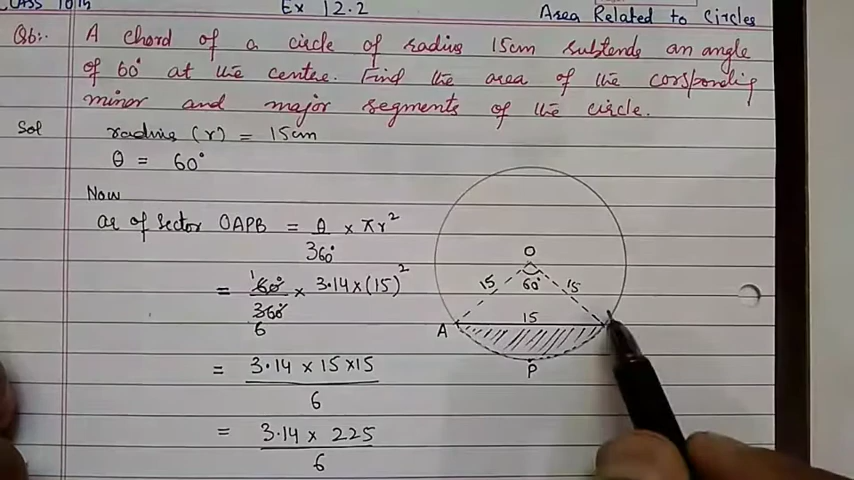 CLASS 10th Ex 12.2 Area Related to Circles
Q6:- A chord of a circle of radius 15cm subtends an angle
of 60° at the centre. Find the area of the corsponding
minor and major segments of the circle.
Sol radius (r) = 15cm
θ = 60°
Now
ar of sector OAPB = θ/360° × πr²
= 1 60°/360° 6 × 3.14×(15)²
= 3.14 × 15 ×15 / 6
= 3.14 × 225 / 6
O
15 60° 15
15
A
P